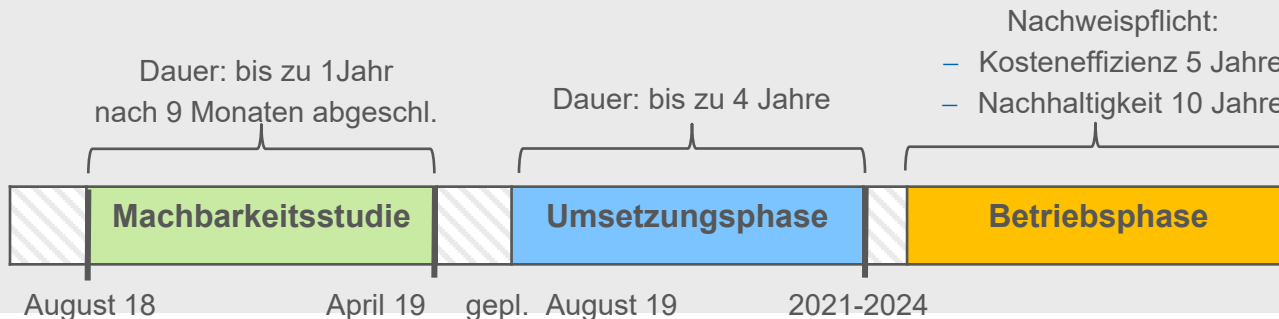 Nachweispflicht:
– Kosteneffizienz 5 Jahre
– Nachhaltigkeit 10 Jahre
Dauer: bis zu 1Jahr
nach 9 Monaten abgeschl.
Dauer: bis zu 4 Jahre
Machbarkeitsstudie
Umsetzungsphase
Betriebsphase
August 18
April 19
gepl. August 19
2021-2024